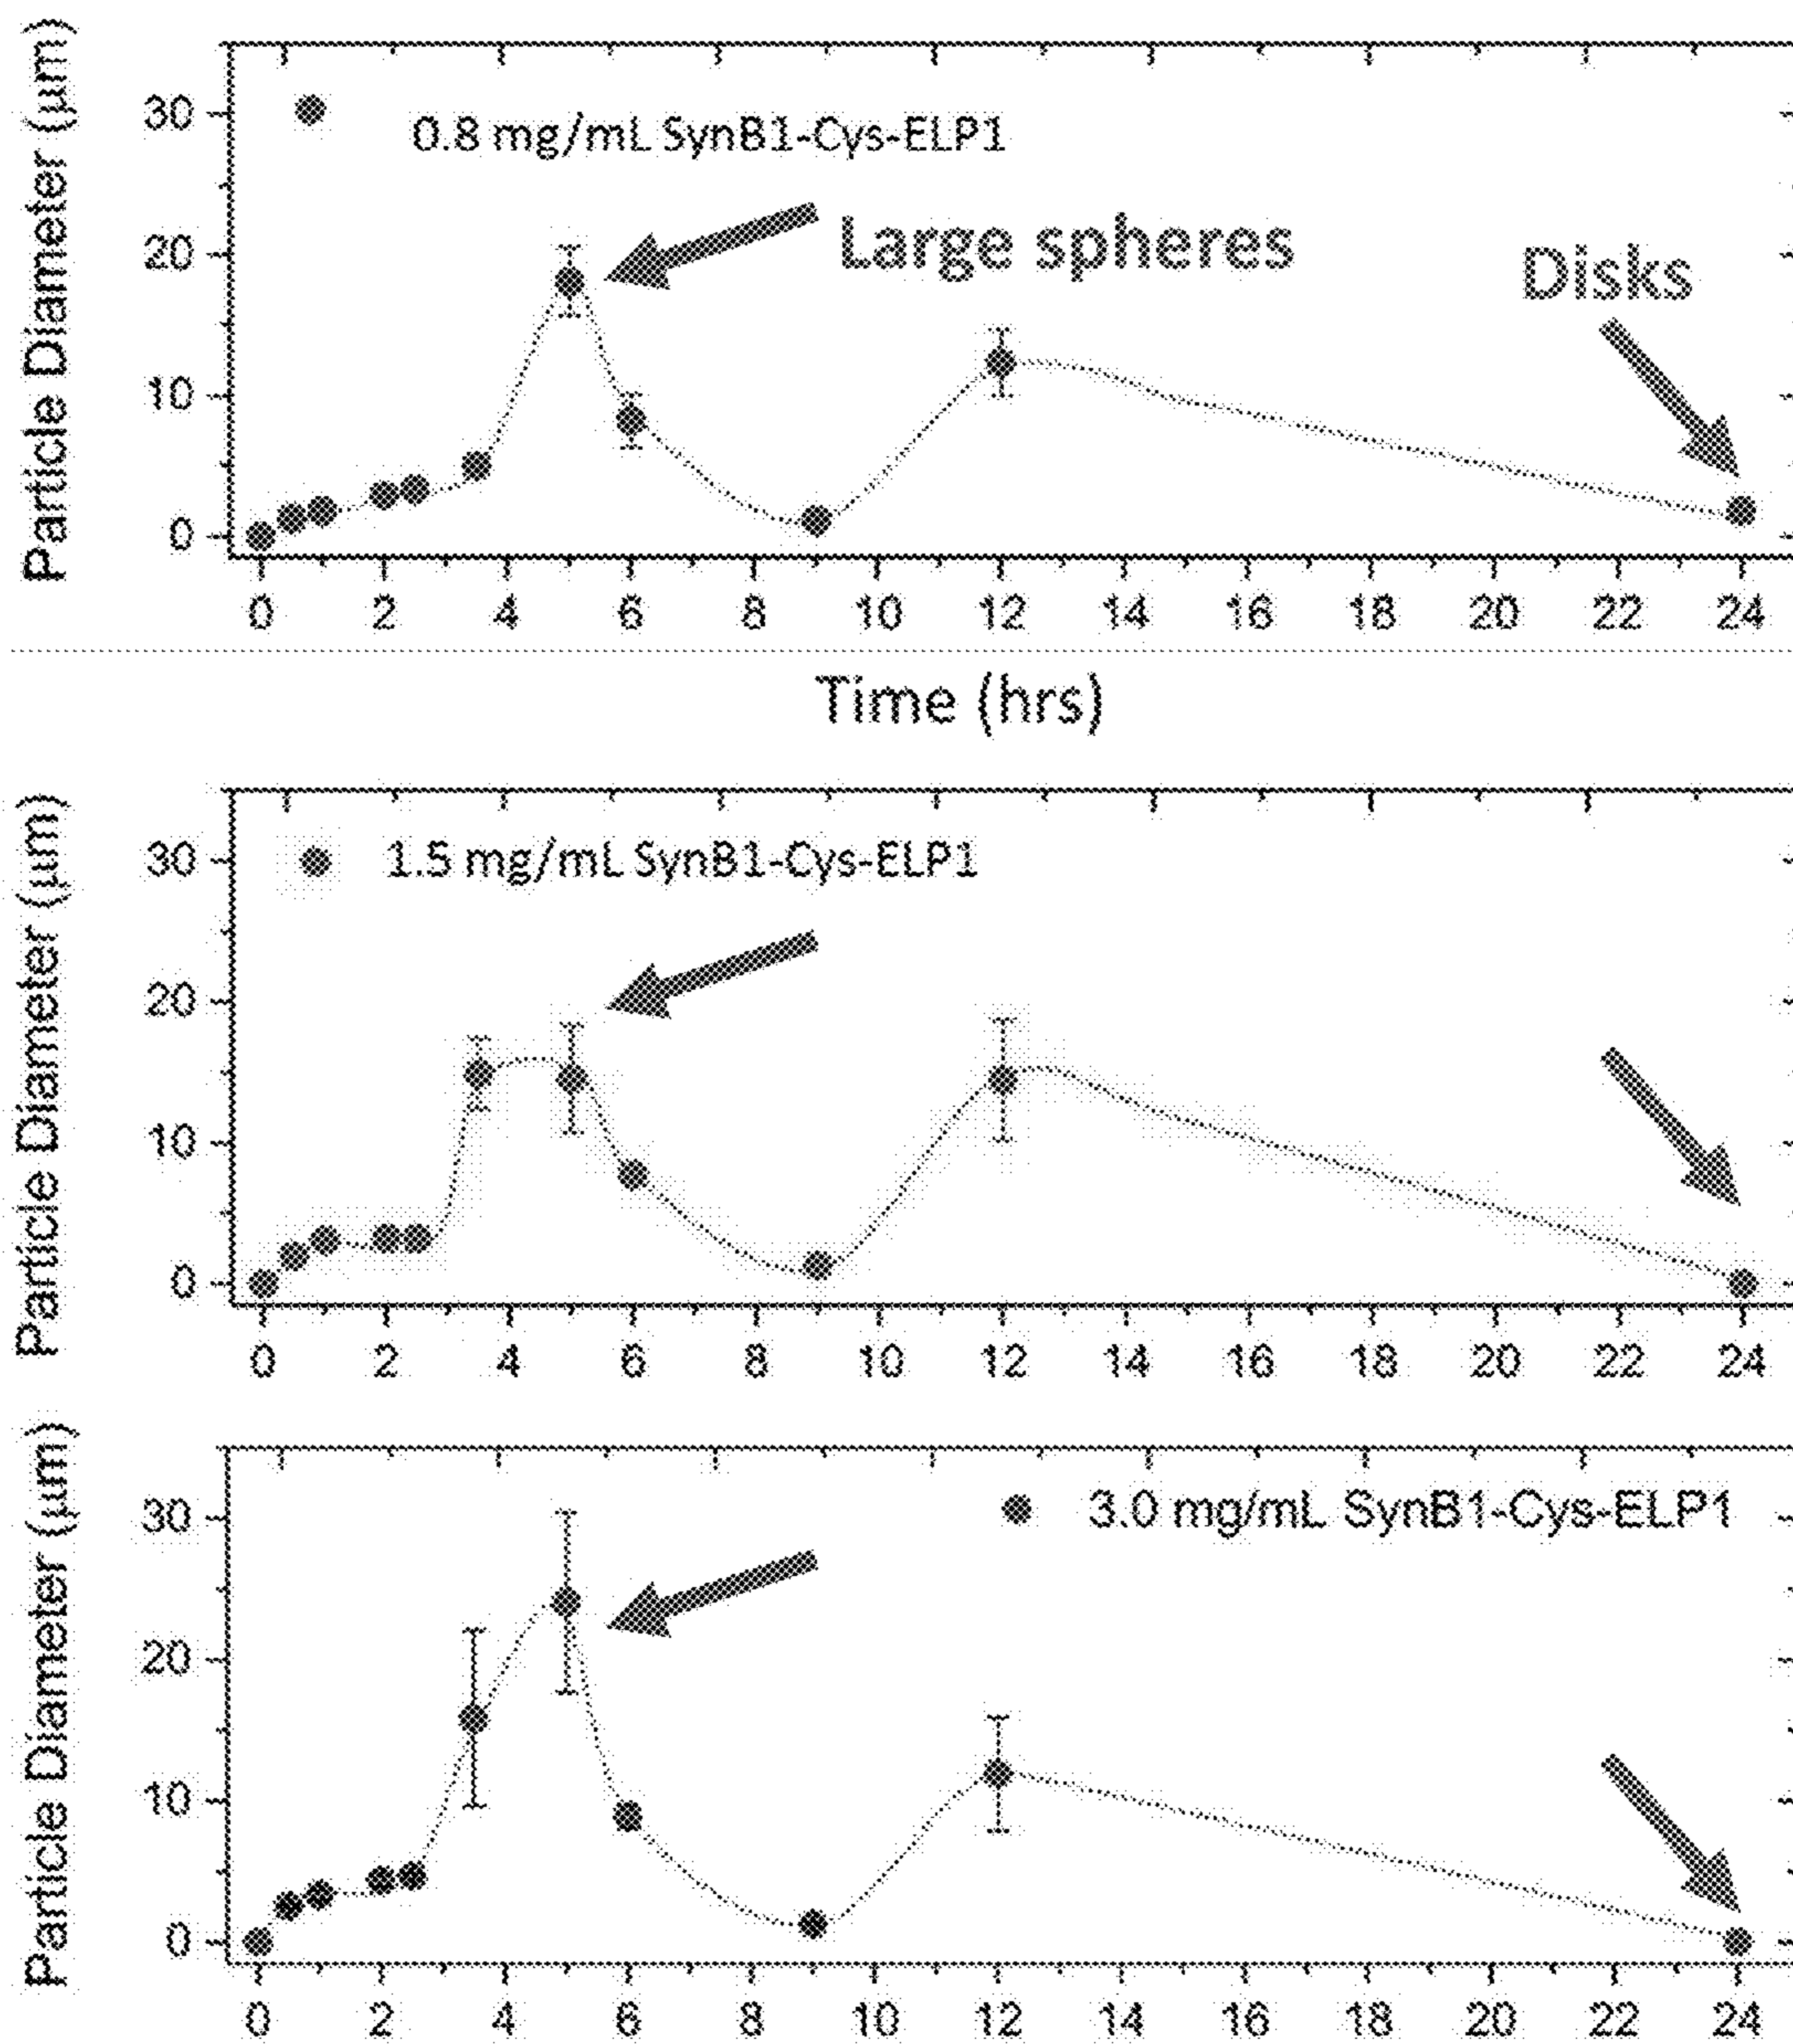 Particle Diameter (μm)
30
20
10
0
0.8 mg/mL SynB1-Cys-ELP1
Large spheres
Disks
0 2 4 6 8 10 12 14 16 18 20 22 24
Time (hrs)
Particle Diameter (μm)
30
20
10
0
1.5 mg/mL SynB1-Cys-ELP1
0 2 4 6 8 10 12 14 16 18 20 22 24
Particle Diameter (μm)
30
20
10
0
3.0 mg/mL SynB1-Cys-ELP1
0 2 4 6 8 10 12 14 16 18 20 22 24